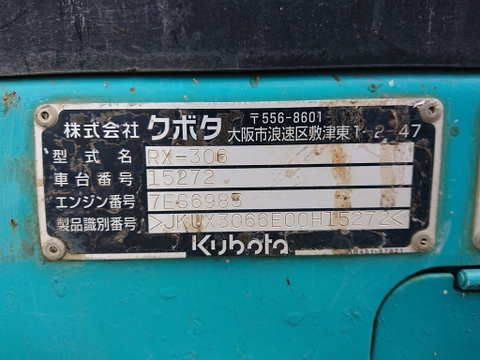 〒556-8601
株式会社 クボタ 大阪市浪速区敷津東1-2-47
型式名 RX-306
車台番号 15272
エンジン番号 7ES6983
製品識別番号 >JKUX3066E00H15272<
Kubota